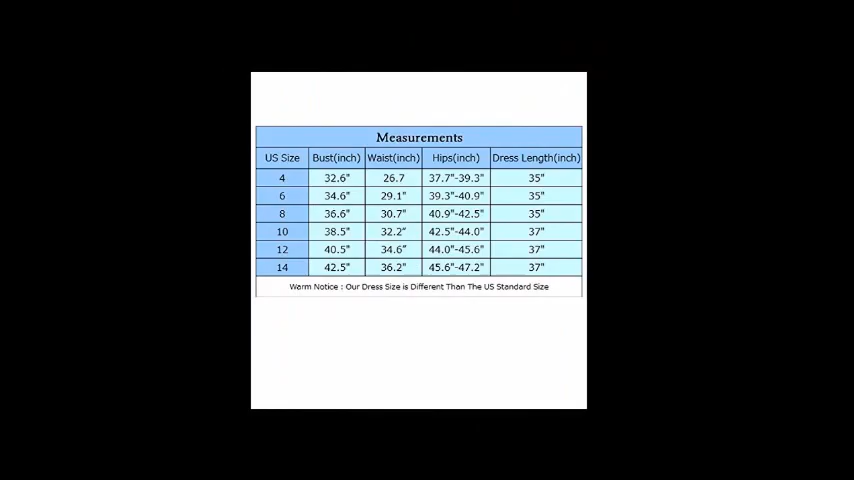 Measurements
US Size Bust(inch) Waist(inch) Hips(inch) Dress Length(inch)
4 32.6" 26.7 37.7"-39.3" 35"
6 34.6" 29.1" 39.3"-40.9" 35"
8 36.6" 30.7" 40.9"-42.5" 35"
10 38.5" 32.2" 42.5"-44.0" 37"
12 40.5" 34.6" 44.0"-45.6" 37"
14 42.5" 36.2" 45.6"-47.2" 37"
Warm Notice : Our Dress Size is Different Than The US Standard Size